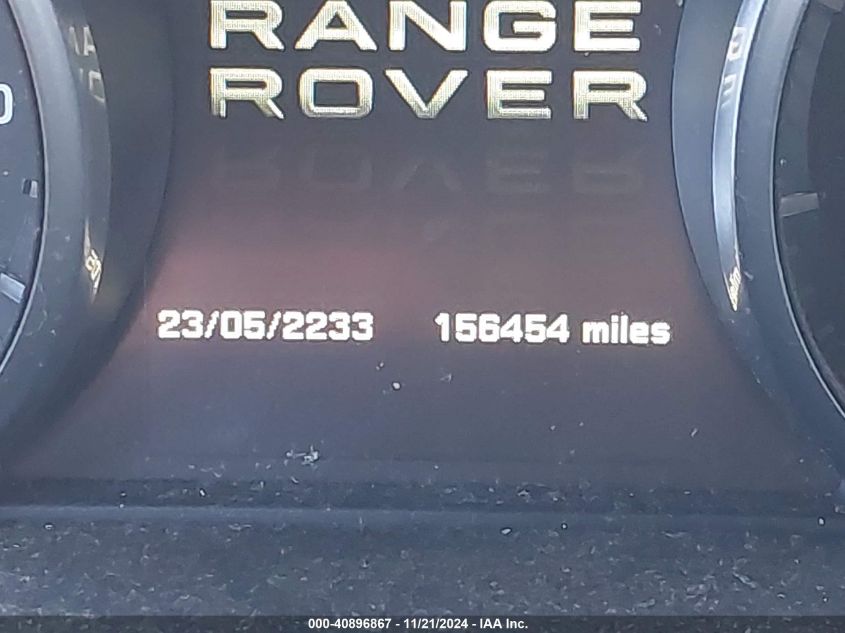 RANGE
ROVER
23/05/2233 156454 miles
000-40896867 - 11/21/2024 - IAA Inc.